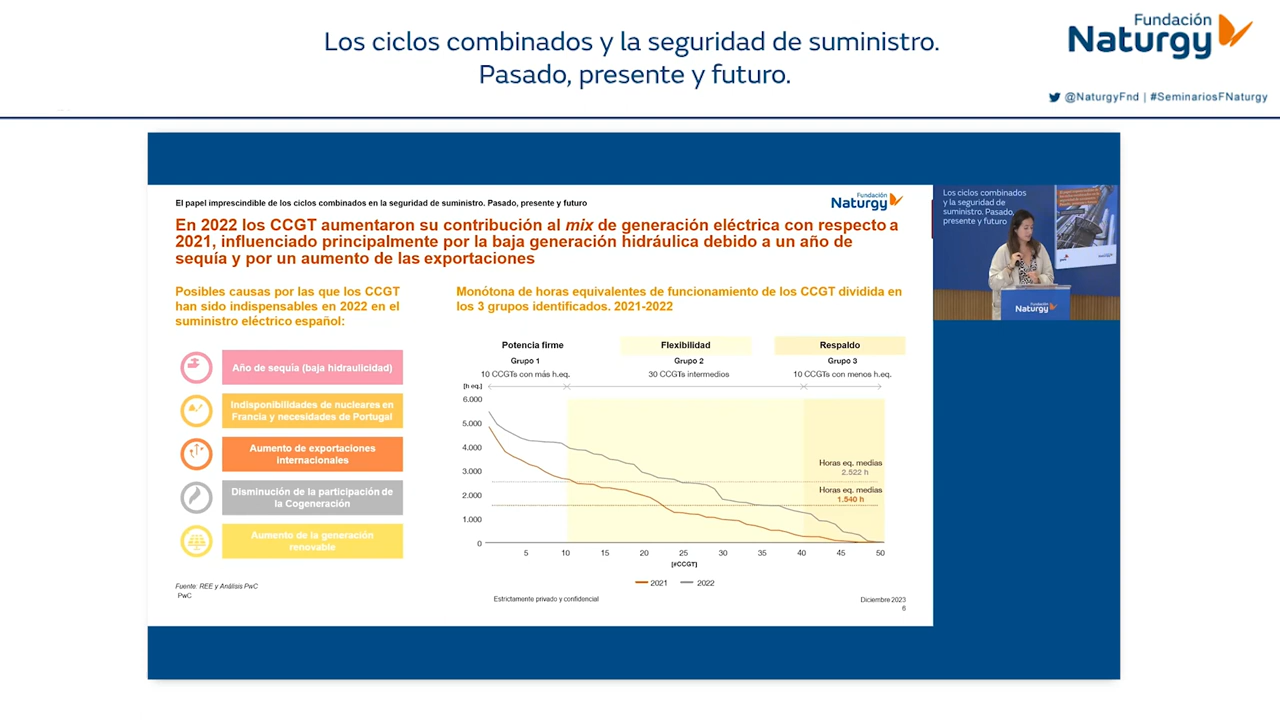 Los ciclos combinados y la seguridad de suministro.
Pasado, presente y futuro.
Fundación
Naturgy
@NaturgyFnd | #SeminariosFNaturgy
El papel imprescindible de los ciclos combinados en la seguridad de suministro. Pasado, presente y futuro
Fundación
Naturgy
En 2022 los CCGT aumentaron su contribución al mix de generación eléctrica con respecto a
2021, influenciado principalmente por la baja generación hidráulica debido a un año de
sequía y por un aumento de las exportaciones
Posibles causas por las que los CCGT
han sido indispensables en 2022 en el
suministro eléctrico español:
Año de sequia (baja hidraulicidad)
Indisponibilidades de nucleares en
Francia y necesidades de Portugal
Aumento de exportaciones
internacionales
Disminución de la participación de
la Cogeneración
Aumento de la generación
renovable
Fuente: REE y Análisis PwC
PwC
Monótona de horas equivalentes de funcionamiento de los CCGT dividida en
los 3 grupos identificados. 2021-2022
Potencia firme
Flexibilidad
Respaldo
Grupo 1
Grupo 2
Grupo 3
10 CCGTs con más h.eq.
30 CCGTs intermedios
10 CCGTs con menos h.eq.
[h eq.]
6.000
5.000
4.000
3.000
2.000
1.000
0
Horas eq. medias
2.522 h
Horas eq. medias
1.540 h
5 10 15 20 25 30 35 40 45 50
[#CCGT]
2021 2022
Estrictamente privado y confidencial
Diciembre 2023
6
Los ciclos combinados
y la seguridad de
suministro. Pasado,
presente y futuro
Naturgy